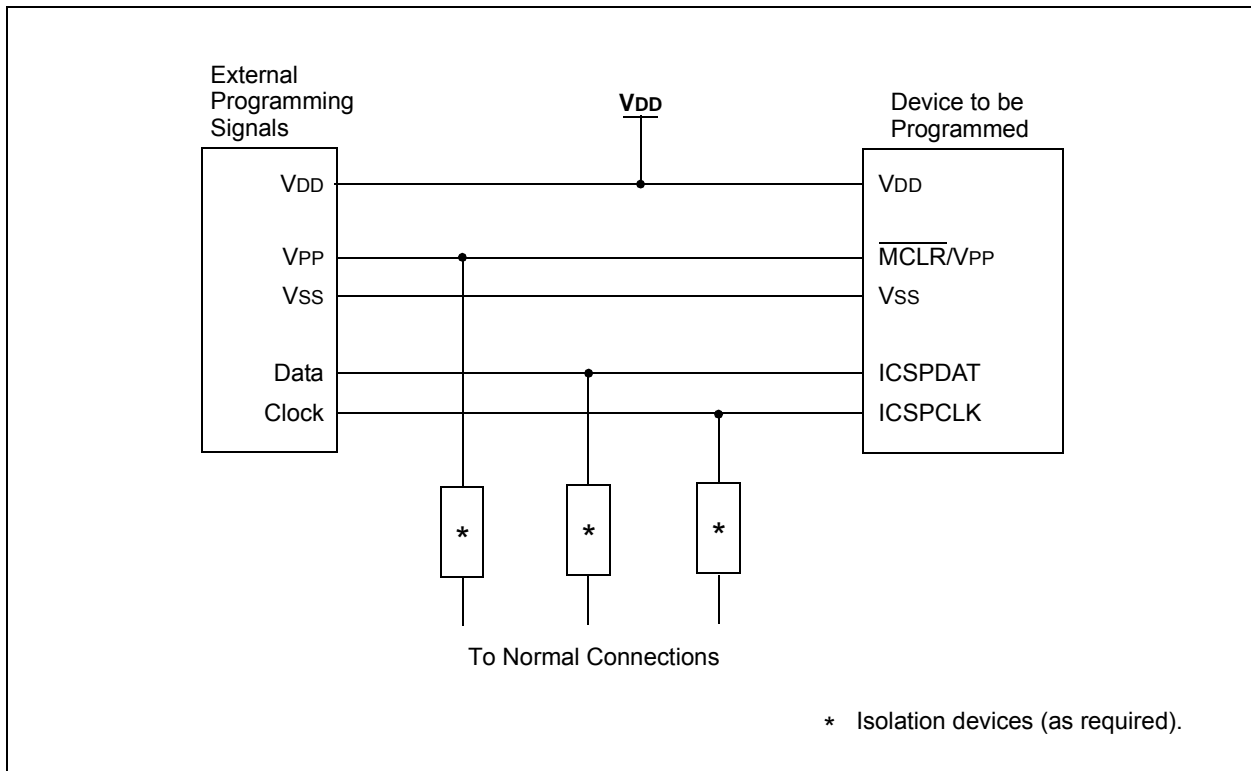 External
Programming
Signals
VDD
Device to be
Programmed
VDD
VDD
VPP
MCLR/VPP
VSS
VSS
Data
ICSPDAT
Clock
ICSPCLK
* * *
To Normal Connections
* Isolation devices (as required).